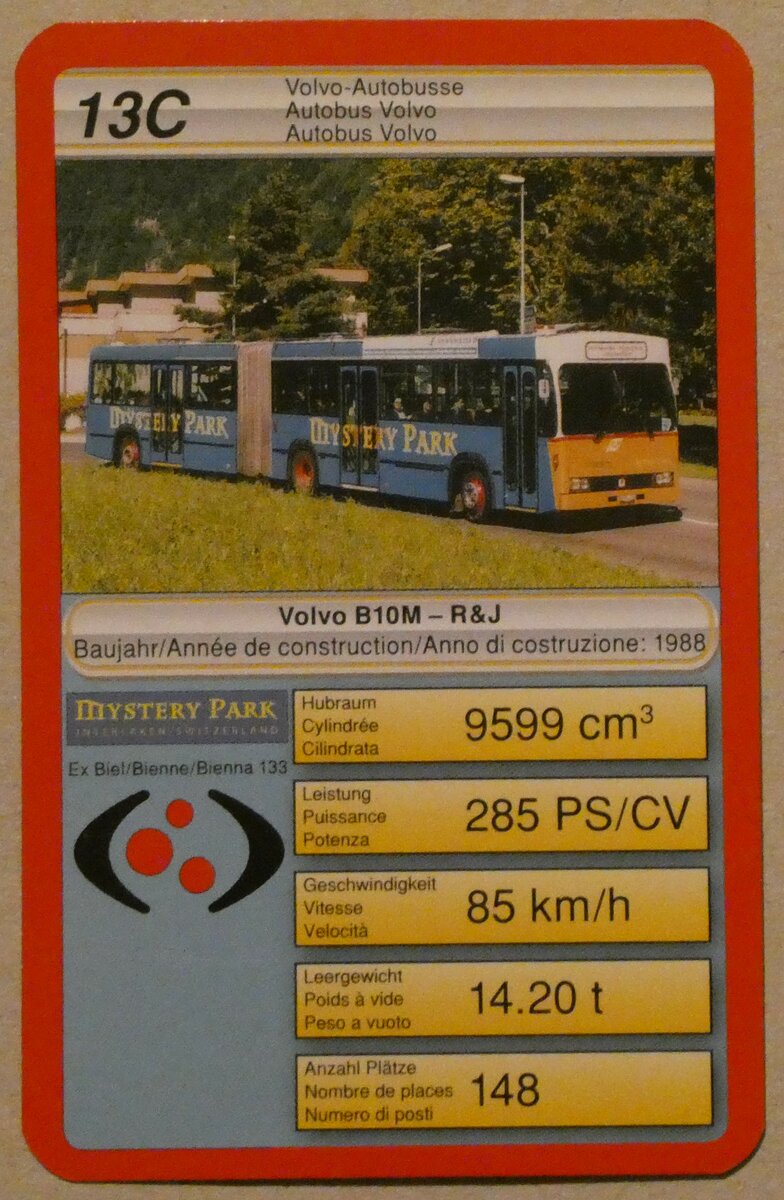 13C
Volvo-Autobusse
Autobus Volvo
Autobus Volvo
MYSTERY PARK
MYSTERY PARK
Volvo B10M – R&J
Baujahr/Année de construction/Anno di costruzione: 1988
MYSTERY PARK
INTERLAKEN/SWITZERLAND
Ex Biel/Bienne/Bienna 133
Hubraum
Cylindrée
Cilindrata
9599 cm³
Leistung
Puissance
Potenza
285 PS/CV
Geschwindigkeit
Vitesse
Velocità
85 km/h
Leergewicht
Poids à vide
Peso a vuoto
14.20 t
Anzahl Plätze
Nombre de places
Numero di posti
148